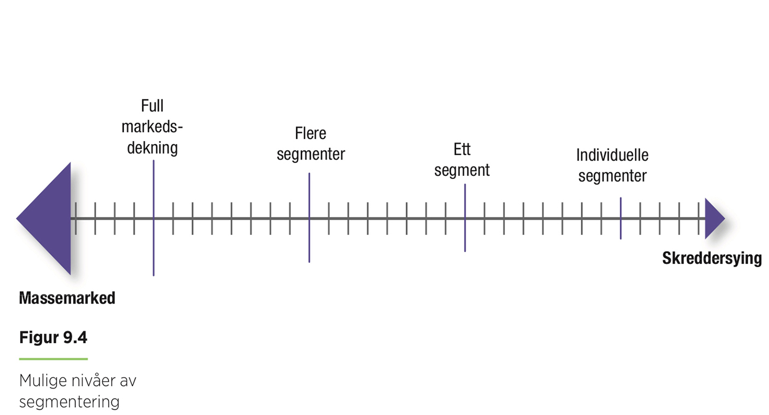 Full
markeds-
dekning
Flere
segmenter
Ett
segment
Individuelle
segmenter
Skreddersying
Massemarked
Figur 9.4
Mulige nivåer av
segmentering